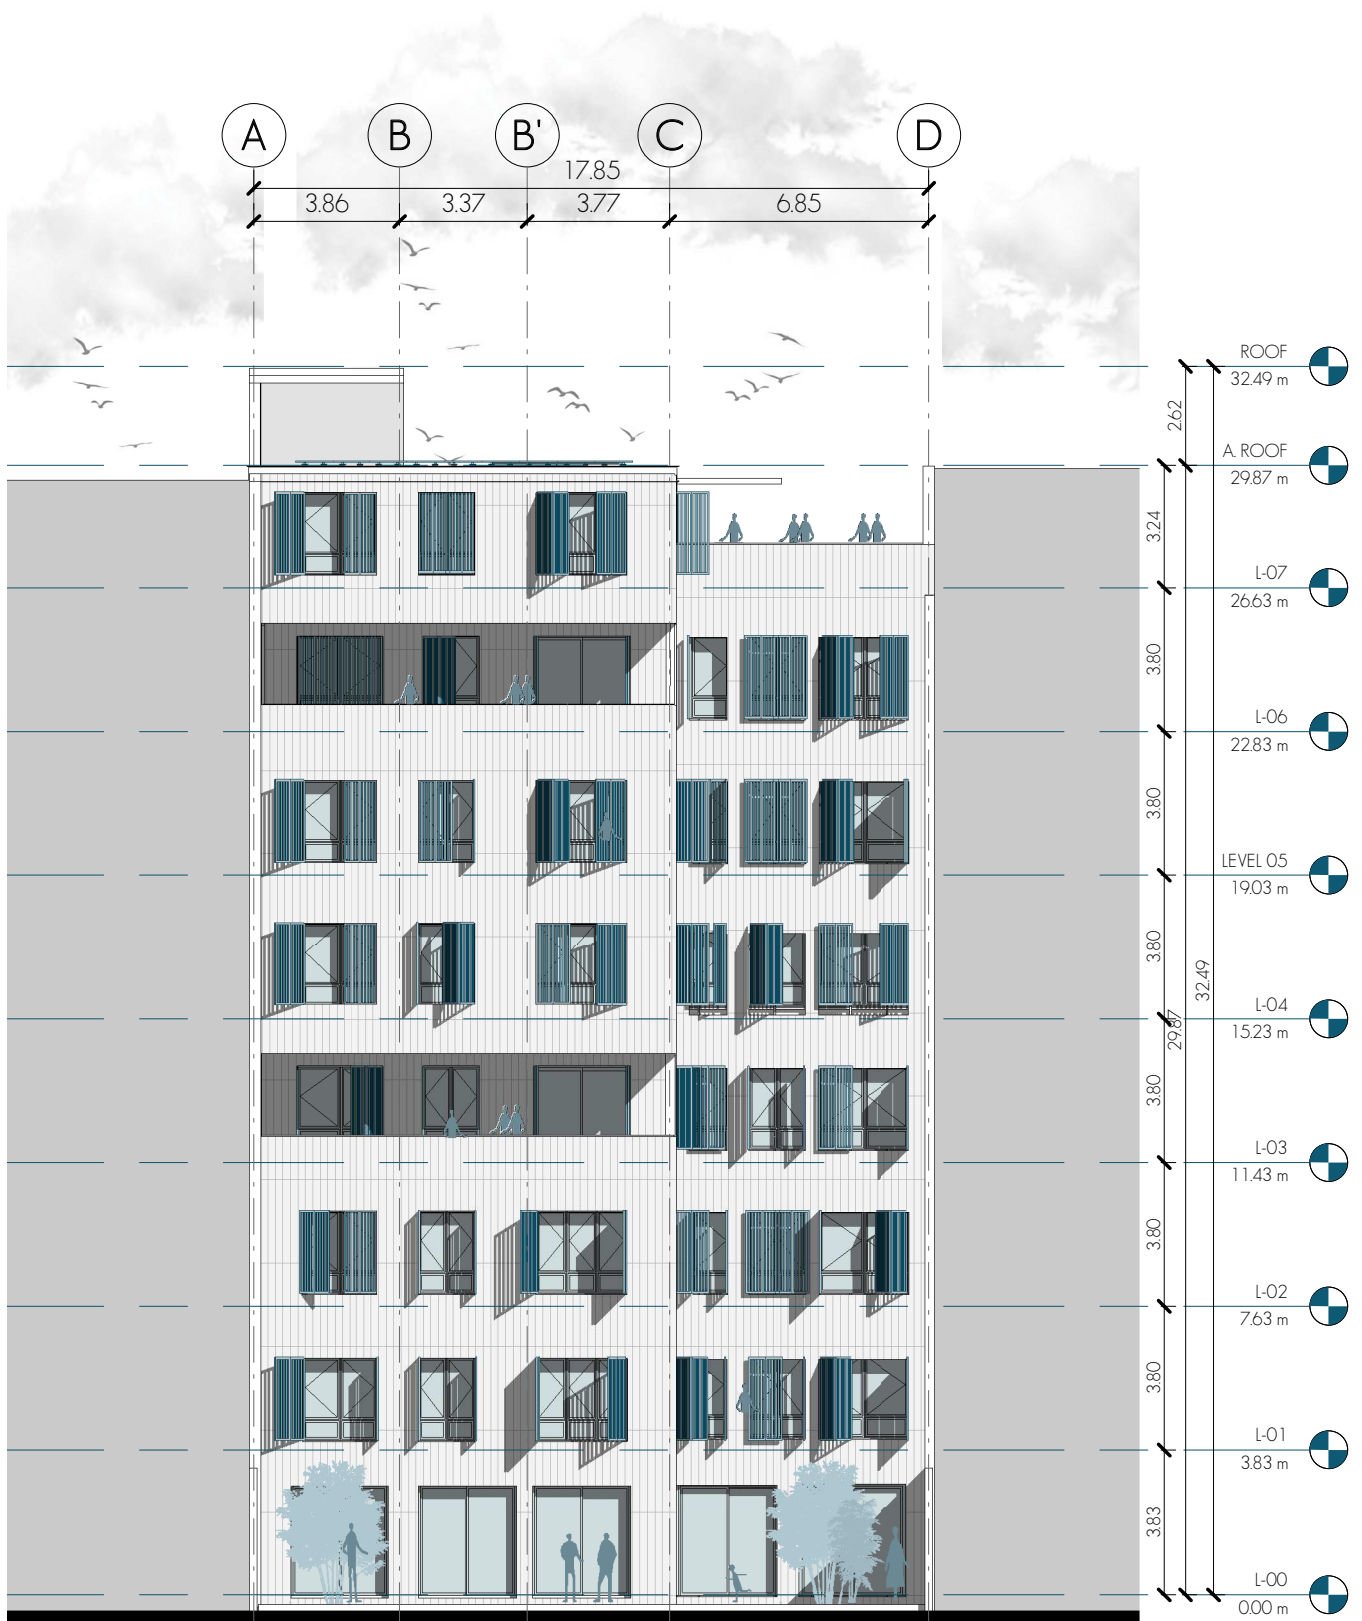 A B B' C D
17.85
3.86 3.37 3.77 6.85
ROOF
32.49 m
2.62
A. ROOF
29.87 m
3.24
L-07
26.63 m
3.80
L-06
22.83 m
3.80
LEVEL 05
19.03 m
3.80
32.49
L-04
15.23 m
29.87
3.80
L-03
11.43 m
3.80
L-02
7.63 m
3.80
L-01
3.83 m
3.83
L-00
0.00 m